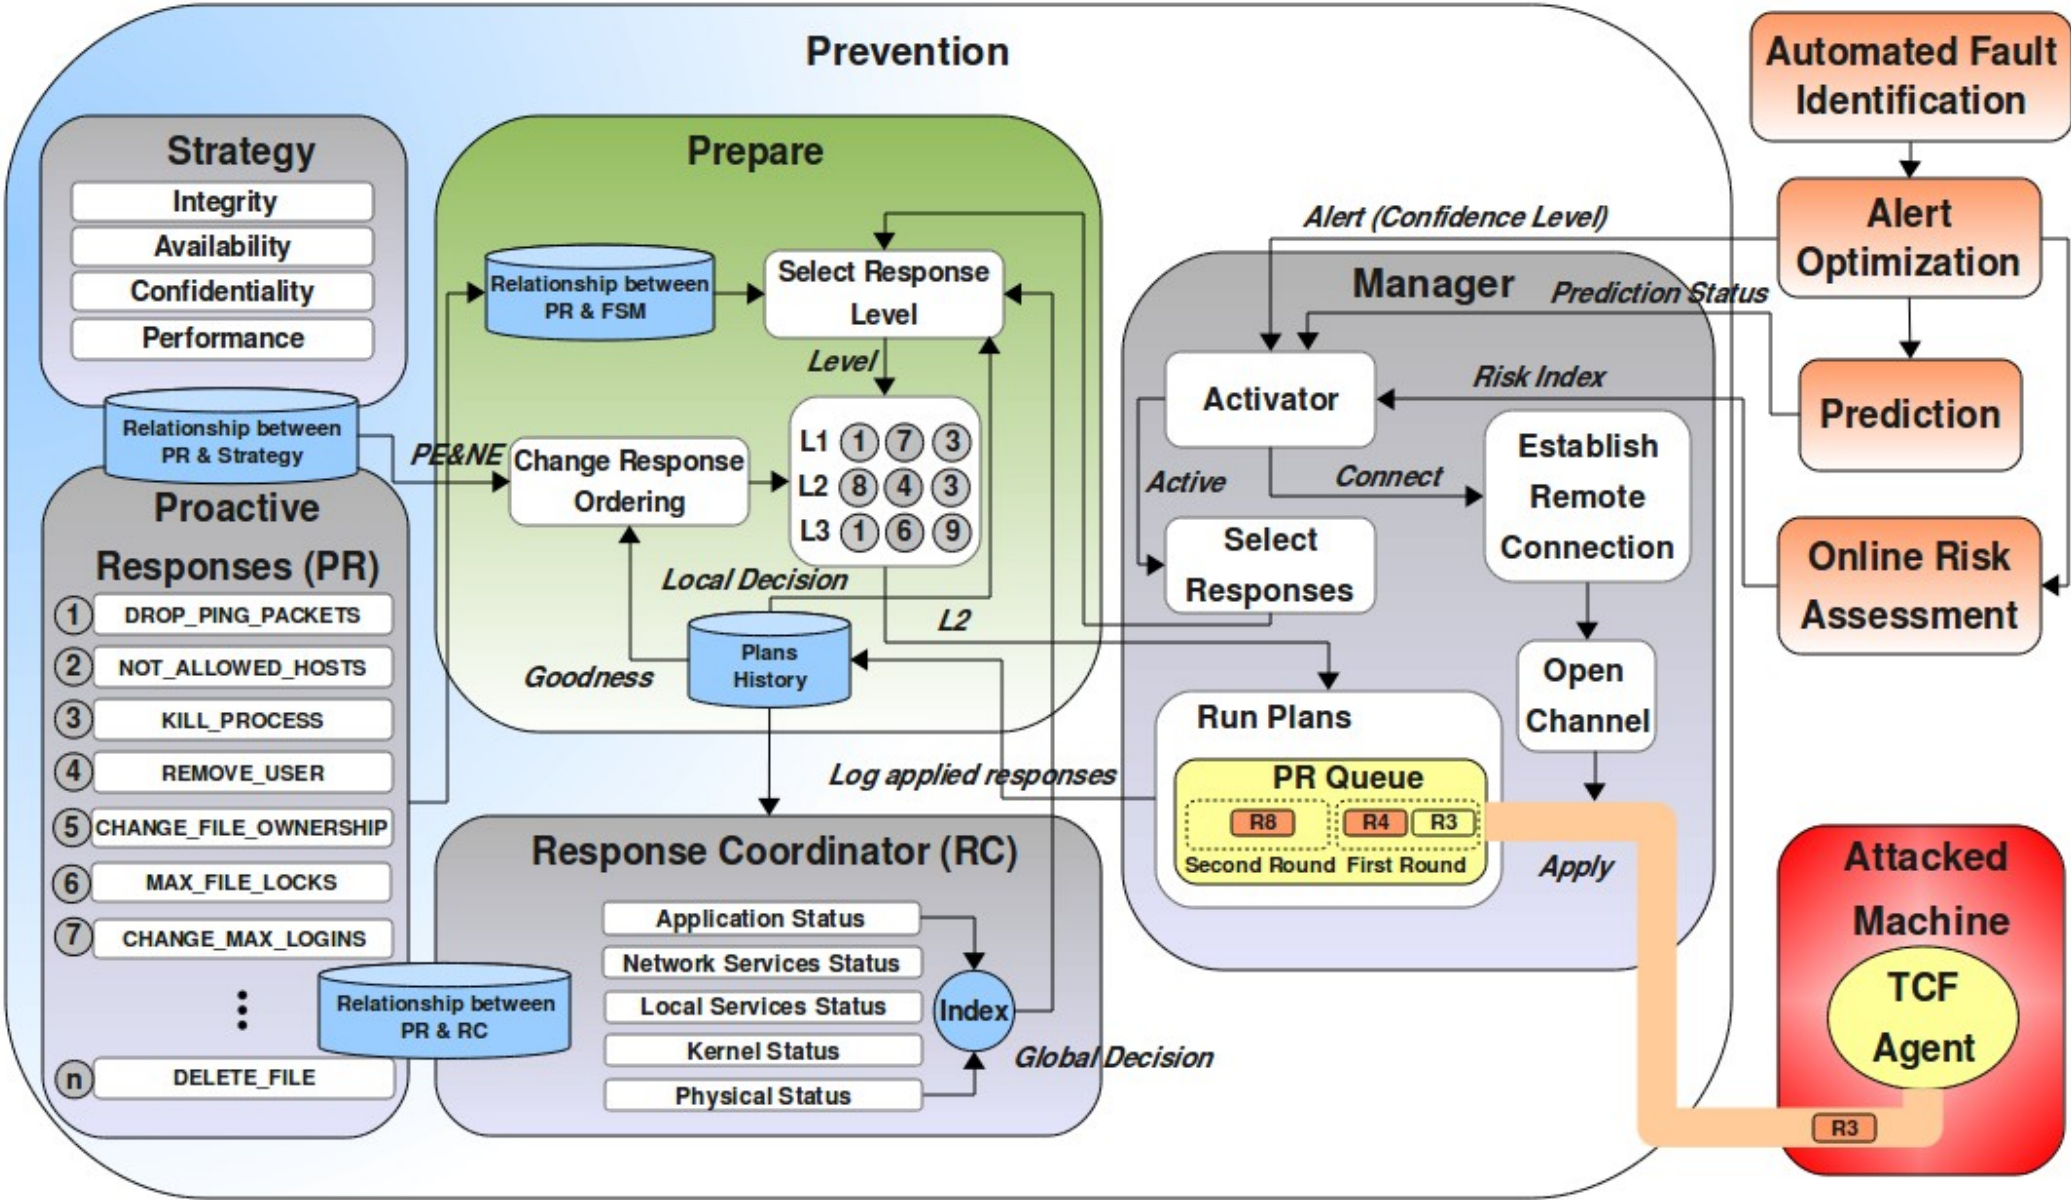 Prevention
Strategy
Integrity
Availability
Confidentiality
Performance
Relationship between
PR & Strategy
Proactive
Responses (PR)
1 DROP_PING_PACKETS
2 NOT_ALLOWED_HOSTS
3 KILL_PROCESS
4 REMOVE_USER
5 CHANGE_FILE_OWNERSHIP
6 MAX_FILE_LOCKS
7 CHANGE_MAX_LOGINS
n DELETE_FILE
Relationship between
PR & RC
Prepare
Relationship between
PR & FSM
Select Response
Level
Level
PE&NE
Change Response
Ordering
L1 1 7 3
L2 8 4 3
L3 1 6 9
Local Decision
L2
Plans
History
Goodness
Log applied responses
Response Coordinator (RC)
Application Status
Network Services Status
Local Services Status
Kernel Status
Physical Status
Index
Global Decision
Alert (Confidence Level)
Manager
Prediction Status
Activator
Risk Index
Active
Connect
Establish
Remote
Connection
Select
Responses
Open
Channel
Run Plans
PR Queue
R8 R4 R3
Second Round First Round
Apply
Automated Fault
Identification
Alert
Optimization
Prediction
Online Risk
Assessment
Attacked
Machine
TCF
Agent
R3